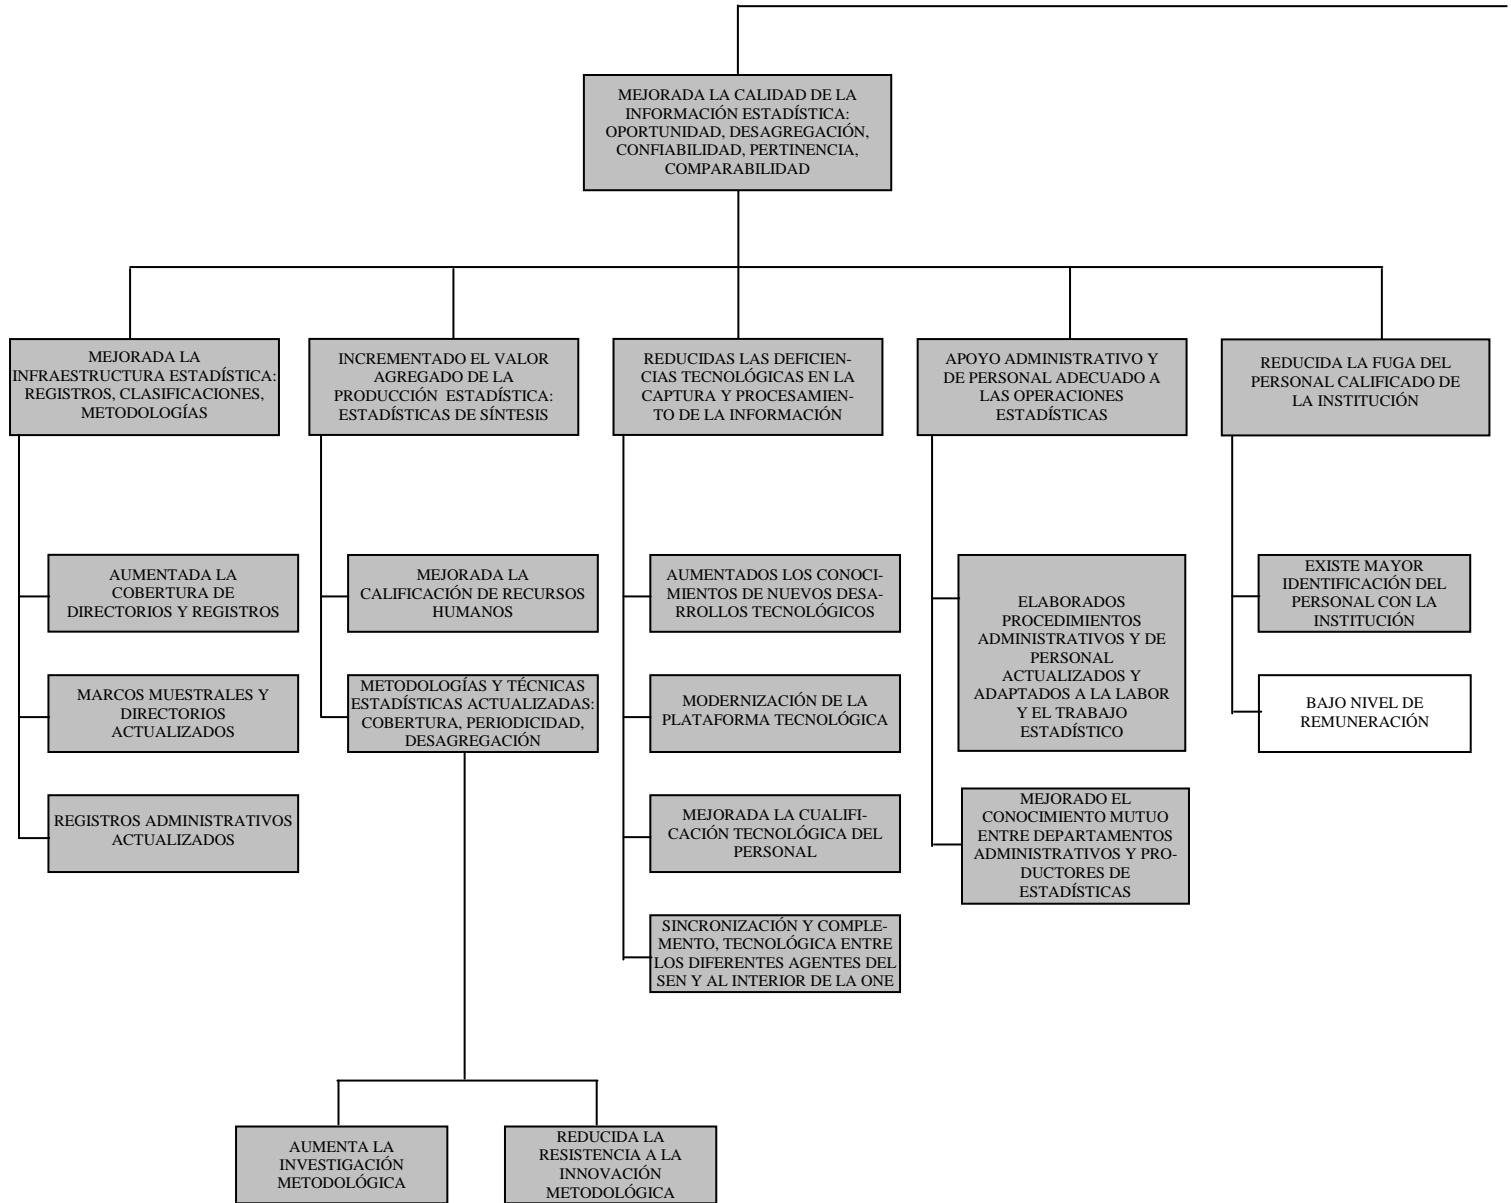 MEJORADA LA CALIDAD DE LA
INFORMACIÓN ESTADÍSTICA:
OPORTUNIDAD, DESAGREGACIÓN,
CONFIABILIDAD, PERTINENCIA,
COMPARABILIDAD
MEJORADA LA
INFRAESTRUCTURA ESTADÍSTICA:
REGISTROS, CLASIFICACIONES,
METODOLOGÍAS
INCREMENTADO EL VALOR
AGREGADO DE LA
PRODUCCIÓN ESTADÍSTICA:
ESTADÍSTICAS DE SÍNTESIS
REDUCIDAS LAS DEFICIEN-
CIAS TECNOLÓGICAS EN LA
CAPTURA Y PROCESAMIEN-
TO DE LA INFORMACIÓN
APOYO ADMINISTRATIVO Y
DE PERSONAL ADECUADO A
LAS OPERACIONES
ESTADÍSTICAS
REDUCIDA LA FUGA DEL
PERSONAL CALIFICADO DE
LA INSTITUCIÓN
AUMENTADA LA
COBERTURA DE
DIRECTORIOS Y REGISTROS
MEJORADA LA
CALIFICACIÓN DE RECURSOS
HUMANOS
AUMENTADOS LOS CONOCI-
MIENTOS DE NUEVOS DESA-
RROLLOS TECNOLÓGICOS
ELABORADOS
PROCEDIMIENTOS
ADMINISTRATIVOS Y DE
PERSONAL
ACTUALIZADOS Y
ADAPTADOS A LA LABOR
Y EL TRABAJO
ESTADÍSTICO
EXISTE MAYOR
IDENTIFICACIÓN DEL
PERSONAL CON LA
INSTITUCIÓN
MARCOS MUESTRALES Y
DIRECTORIOS
ACTUALIZADOS
METODOLOGÍAS Y TÉCNICAS
ESTADÍSTICAS ACTUALIZADAS:
COBERTURA, PERIODICIDAD,
DESAGREGACIÓN
MODERNIZACIÓN DE LA
PLATAFORMA TECNOLÓGICA
BAJO NIVEL DE
REMUNERACIÓN
REGISTROS ADMINISTRATIVOS
ACTUALIZADOS
MEJORADA LA CUALIFI-
CACIÓN TECNOLÓGICA DEL
PERSONAL
MEJORADO EL
CONOCIMIENTO MUTUO
ENTRE DEPARTAMENTOS
ADMINISTRATIVOS Y PRO-
DUCTORES DE
ESTADÍSTICAS
SINCRONIZACIÓN Y COMPLE-
MENTO, TECNOLÓGICA ENTRE
LOS DIFERENTES AGENTES DEL
SEN Y AL INTERIOR DE LA ONE
AUMENTA LA
INVESTIGACIÓN
METODOLÓGICA
REDUCIDA LA
RESISTENCIA A LA
INNOVACIÓN
METODOLÓGICA